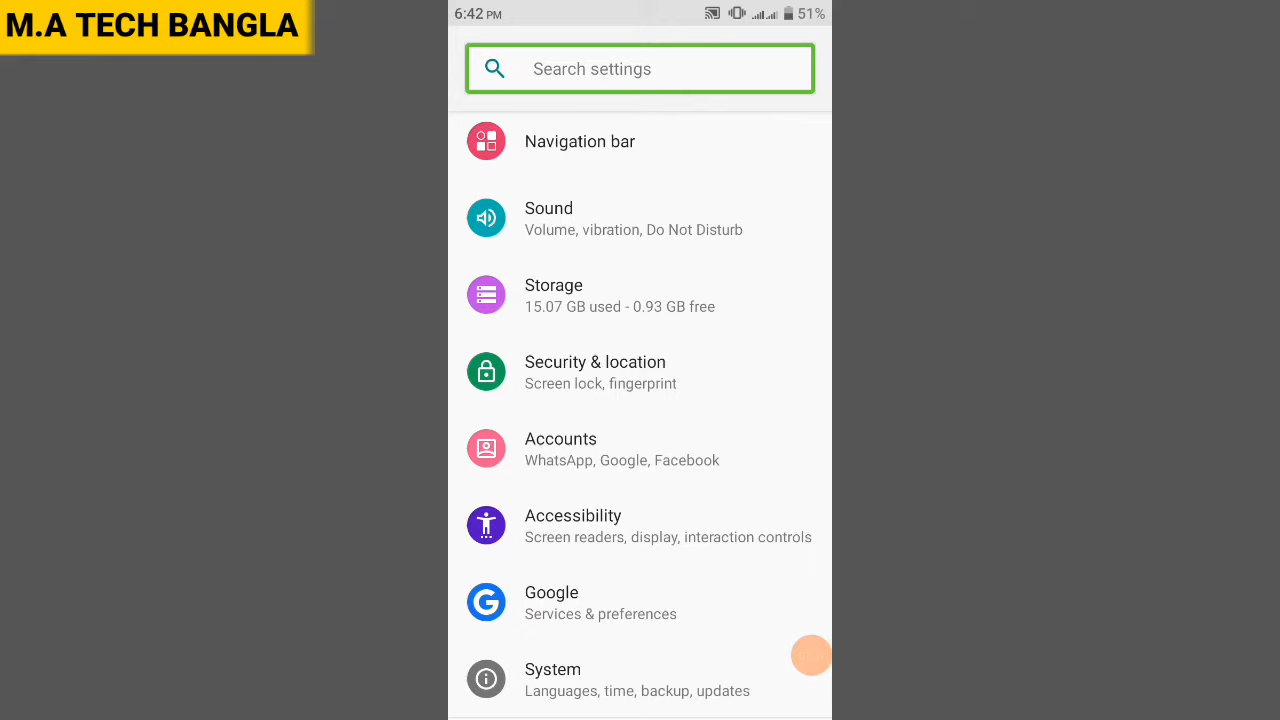 M.A TECH BANGLA
6:42 PM
51%
Search settings
Navigation bar
Sound
Volume, vibration, Do Not Disturb
Storage
15.07 GB used - 0.93 GB free
Security & location
Screen lock, fingerprint
Accounts
WhatsApp, Google, Facebook
Accessibility
Screen readers, display, interaction controls
Google
Services & preferences
System
Languages, time, backup, updates